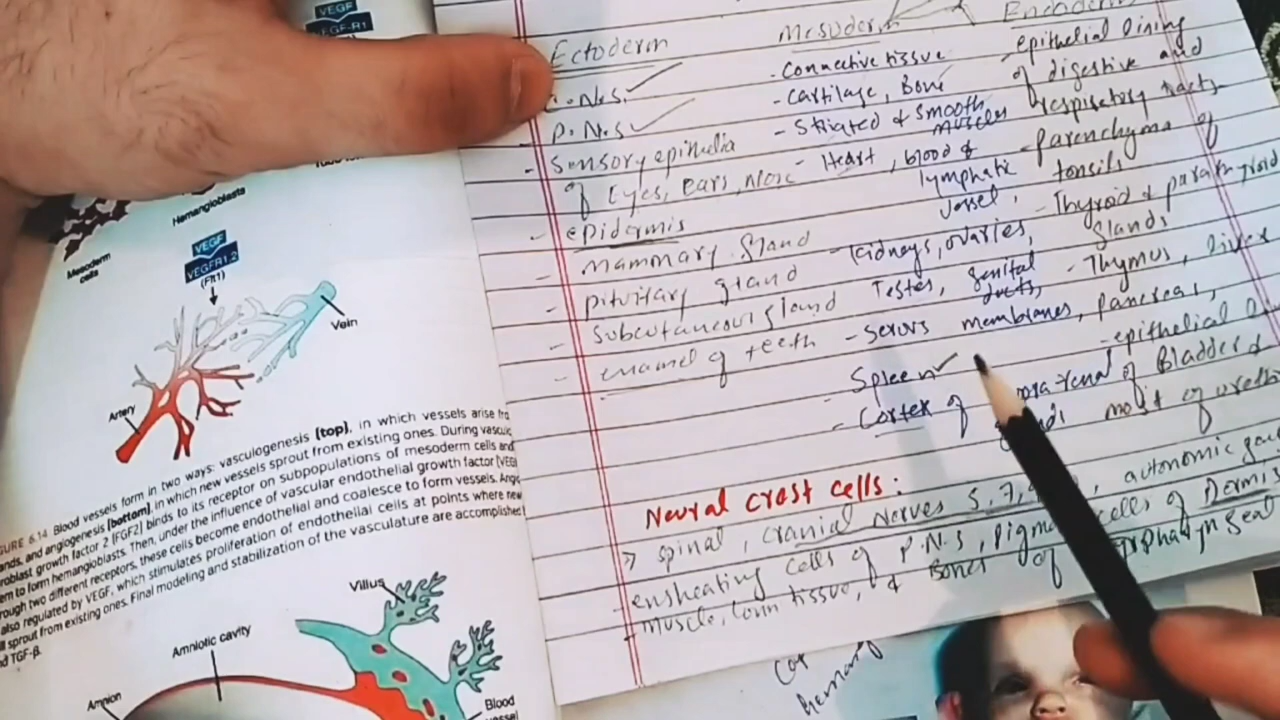 VEGF
Hemangioblasts
Mesoderm
cells
VEGF
VEGFR1,2
(Flt1)
Vein
Artery
6.14 Blood vessels form in two ways: vasculogenesis (top), in which vessels arise
and angiogenesis (bottom), in which new vessels sprout from existing ones. During
factor 2 (FGF2) binds to its receptor on subpopulations of mesoderm cells and
to form hemangioblasts. Then, under the influence of vascular endothelial growth factor
two different receptors, these cells become endothelial and coalesce to form vessels.
also regulated by VEGF, which stimulates proliferation of endothelial cells at points where
sprout from existing ones. Final modeling and stabilization of the vasculature are accomplished
TGF-β.
Villus
Amniotic cavity
Amnion
Blood
vessel
Ectoderm
P.N.S
- Sensory epithelia
of Eyes, ears, nose
- epidermis
- mammary gland
- pituitary gland
- subcutaneous gland
- enamel of teeth
- Connective tissue
- Cartilage, Bone
- Striated & smooth
muscles
- Heart, blood &
lymphatic
vessel,
- kidneys, ovaries,
Testes, genital
ducts,
- Serous membranes,
- Spleen
- Cortex of
- epithelial lining
of digestive and
respiratory tracts
- parenchyma of
tonsils
- Thyroid & parathyroid
glands
- Thymus, liver
pancreas,
- epithelial
of Bladder &
most of
Neural crest cells:
spinal, cranial Nerves 5, 7,
autonomic
ensheating cells of P.N.S,
cells of Dermis
muscle, conn tissue, & Bones of